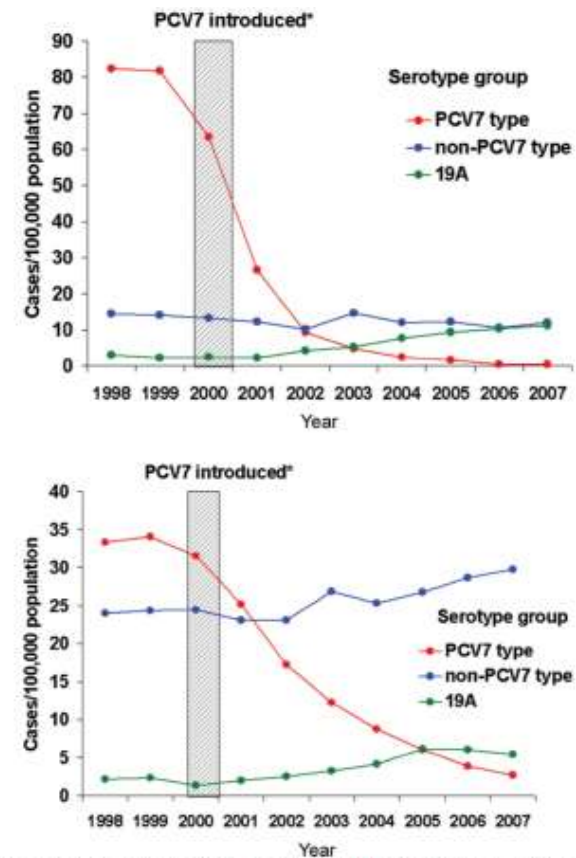 PCV7 introduced*
90
80
70
60
50
40
30
20
10
0
Cases/100,000 population
Serotype group
PCV7 type
non-PCV7 type
19A
1998 1999 2000 2001 2002 2003 2004 2005 2006 2007
Year
PCV7 introduced*
40
35
30
25
20
15
10
5
0
Cases/100,000 population
Serotype group
PCV7 type
non-PCV7 type
19A
1998 1999 2000 2001 2002 2003 2004 2005 2006 2007
Year